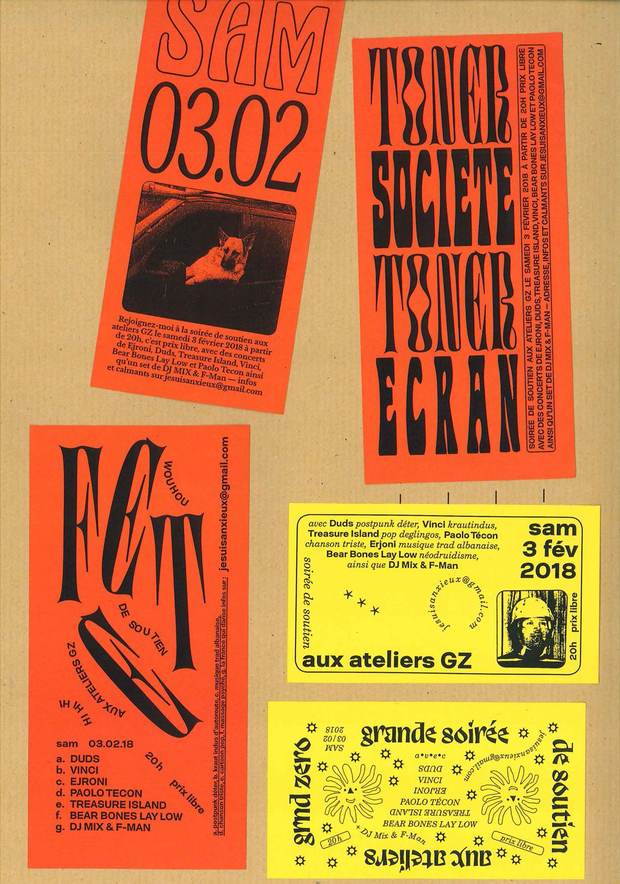 SAM
03.02
Rejoignez-moi à la soirée de soutien aux
ateliers GZ le samedi 3 février 2018 à partir
de 20h, c'est prix libre, avec des concerts
de Ejroni, Duds, Treasure Island, Vinci,
Bear Bones Lay Low et Paolo Tecon ainsi
qu'un set de DJ MIX & F-Man — infos
et calmants sur jesuisanxieux@gmail.com
TONER
SOCIETE
TONER
ECRAN
SOIREE DE SOUTIEN AUX ATELIERS GZ LE SAMEDI 3 FÉVRIER 2018 À PARTIR DE 20H PRIX LIBRE
AVEC DES CONCERTS DE EJRONI, DUDS, TREASURE ISLAND, VINCI, BEAR BONES LAY LOW ET PAOLO TECON
AINSI QU'UN SET DE DJ MIX & F-MAN — ADRESSE, INFOS ET CALMANTS SUR JESUISANXIEUX@GMAIL.COM
FETE
WOUHOU
DE SOUTIEN
AUX ATELIERS GZ
HI HI HI
20h prix libre
sam 03.02.18
a. DUDS
b. VINCI
c. EJRONI
d. PAOLO TECON
e. TREASURE ISLAND
f. BEAR BONES LAY LOW
g. DJ MIX & F-MAN
jesuisanxieux@gmail.com
avec Duds postpunk déter, Vinci krautindus,
Treasure Island pop deglingos, Paolo Técon
chanson triste, Erjoni musique trad albanaise,
Bear Bones Lay Low néodruidisme,
ainsi que DJ Mix & F-Man
sam
3 fév
2018
soirée de soutien
jesuisanxieux@gmail.com
20h prix libre
aux ateliers GZ
grande soirée
de soutien
aux ateliers
grnd zero
SAM
03/02
2018
a•v•e•c
DUDS
VINCI
EJRONI
PAOLO TÉCON
TREASURE ISLAND
BEAR BONES LAY LOW
+ DJ Mix & F-Man
jesuisanxieux@gmail.com
20h
prix libre